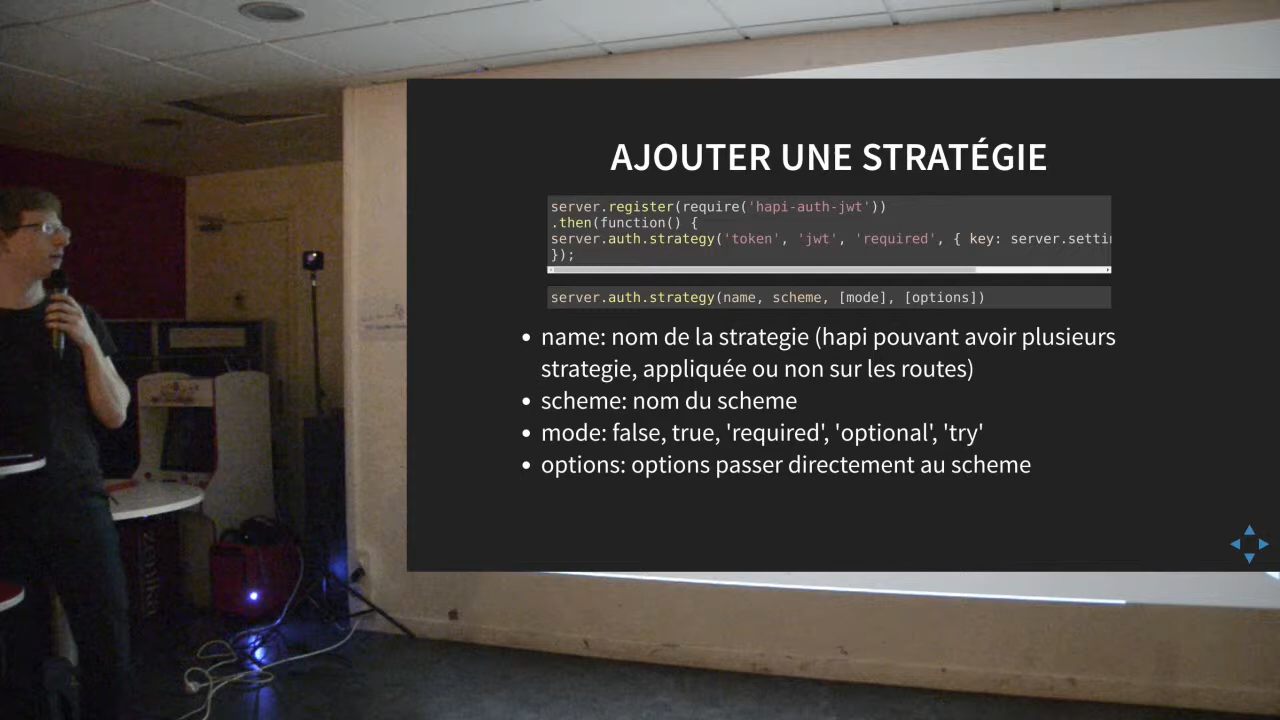 AJOUTER UNE STRATÉGIE
server.register(require('hapi-auth-jwt'))
.then(function() {
server.auth.strategy('token', 'jwt', 'required', { key: server.settin
});
server.auth.strategy(name, scheme, [mode], [options])
• name: nom de la strategie (hapi pouvant avoir plusieurs
strategie, appliquée ou non sur les routes)
• scheme: nom du scheme
• mode: false, true, 'required', 'optional', 'try'
• options: options passer directement au scheme